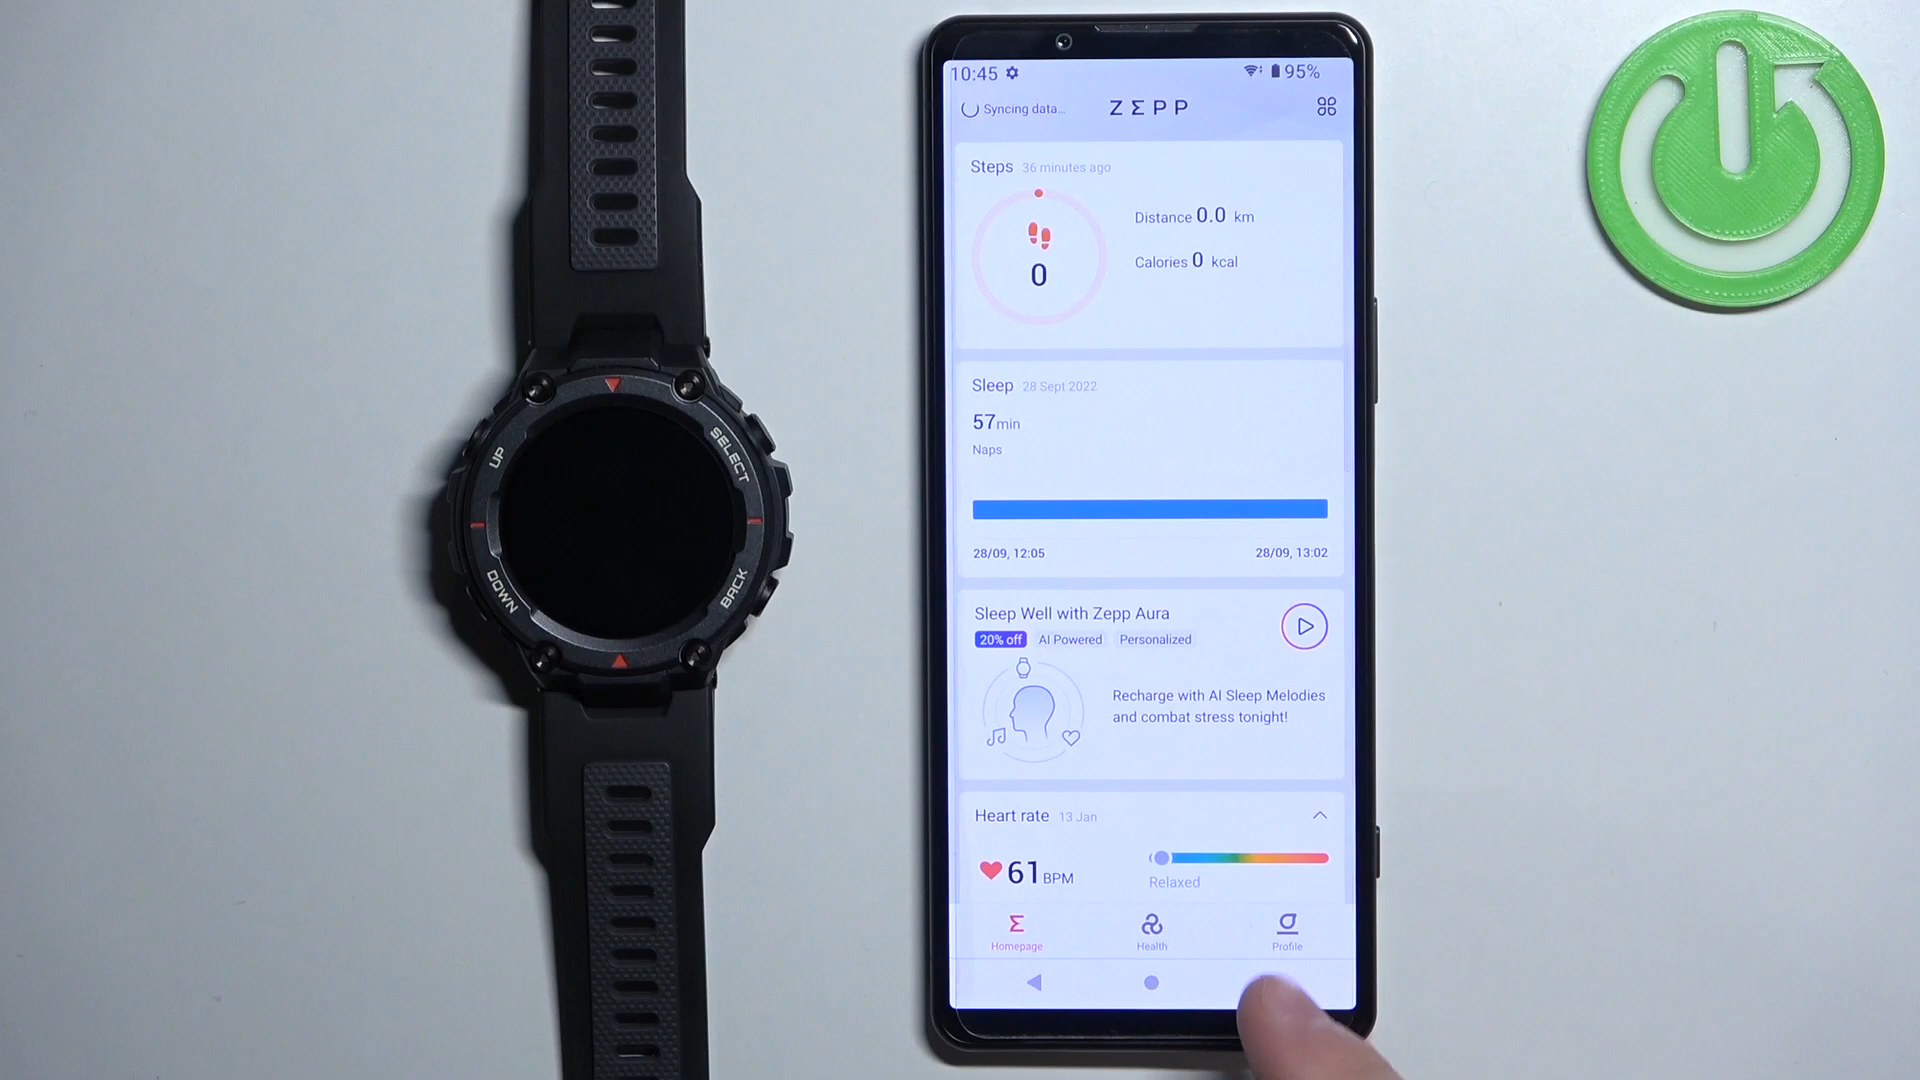 UP
SELECT
DOWN
BACK
10:45 95%
Syncing data... ZΣPP
Steps 36 minutes ago
0
Distance 0.0 km
Calories 0 kcal
Sleep 28 Sept 2022
57min
Naps
28/09, 12:05 28/09, 13:02
Sleep Well with Zepp Aura
20% off AI Powered Personalized
Recharge with AI Sleep Melodies
and combat stress tonight!
Heart rate 13 Jan
61 BPM
Relaxed
Homepage Health Profile